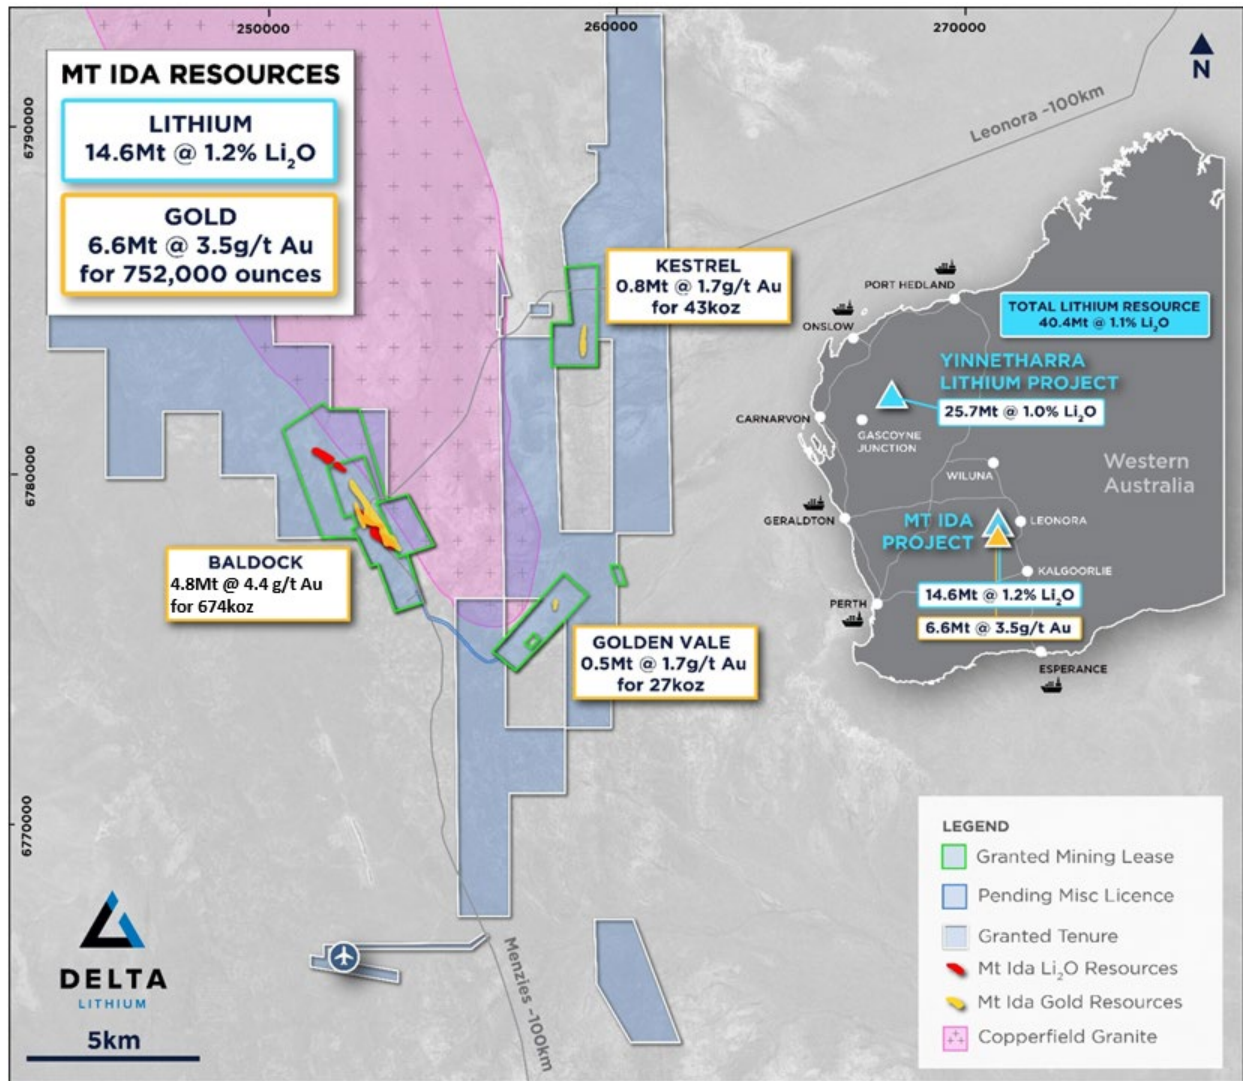 250000
260000
270000
N
6790000
6780000
6770000
MT IDA RESOURCES
LITHIUM
14.6Mt @ 1.2% Li₂O
GOLD
6.6Mt @ 3.5g/t Au
for 752,000 ounces
Leonora ~100km
KESTREL
0.8Mt @ 1.7g/t Au
for 43koz
BALDOCK
4.8Mt @ 4.4 g/t Au
for 674koz
GOLDEN VALE
0.5Mt @ 1.7g/t Au
for 27koz
Menzies ~100km
PORT HEDLAND
ONSLOW
TOTAL LITHIUM RESOURCE
40.4Mt @ 1.1% Li₂O
YINNETHARRA
LITHIUM PROJECT
25.7Mt @ 1.0% Li₂O
CARNARVON
GASCOYNE
JUNCTION
WILUNA
Western
Australia
GERALDTON
MT IDA
PROJECT
LEONORA
KALGOORLIE
14.6Mt @ 1.2% Li₂O
PERTH
6.6Mt @ 3.5g/t Au
ESPERANCE
LEGEND
Granted Mining Lease
Pending Misc Licence
Granted Tenure
Mt Ida Li₂O Resources
Mt Ida Gold Resources
Copperfield Granite
DELTA
LITHIUM
5km